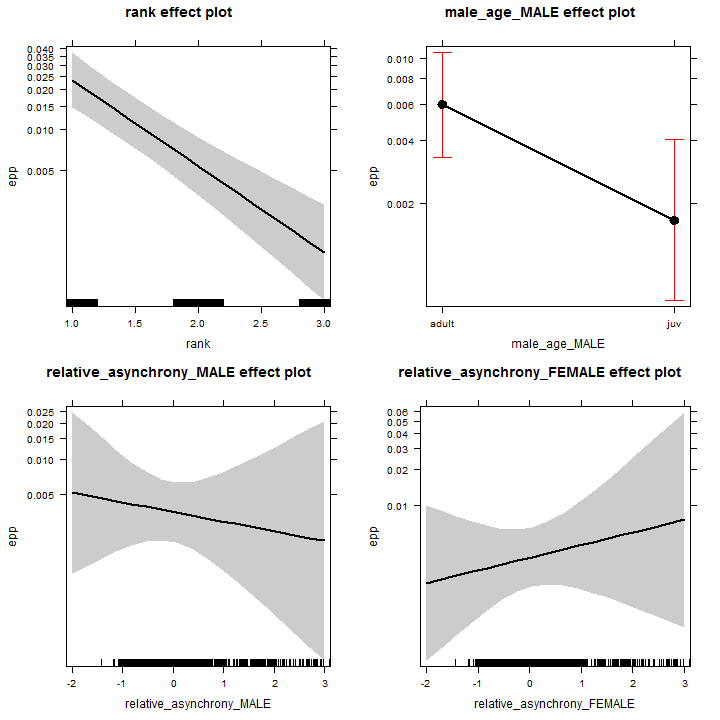 rank effect plot
0.040
0.035
0.030
0.025
0.020
0.015
0.010
0.005
epp
1.0 1.5 2.0 2.5 3.0
rank
male_age_MALE effect plot
0.010
0.008
0.006
0.004
0.002
epp
adult juv
male_age_MALE
relative_asynchrony_MALE effect plot
0.025
0.020
0.015
0.010
0.005
epp
-2 -1 0 1 2 3
relative_asynchrony_MALE
relative_asynchrony_FEMALE effect plot
0.06
0.05
0.04
0.03
0.02
0.01
epp
-2 -1 0 1 2 3
relative_asynchrony_FEMALE